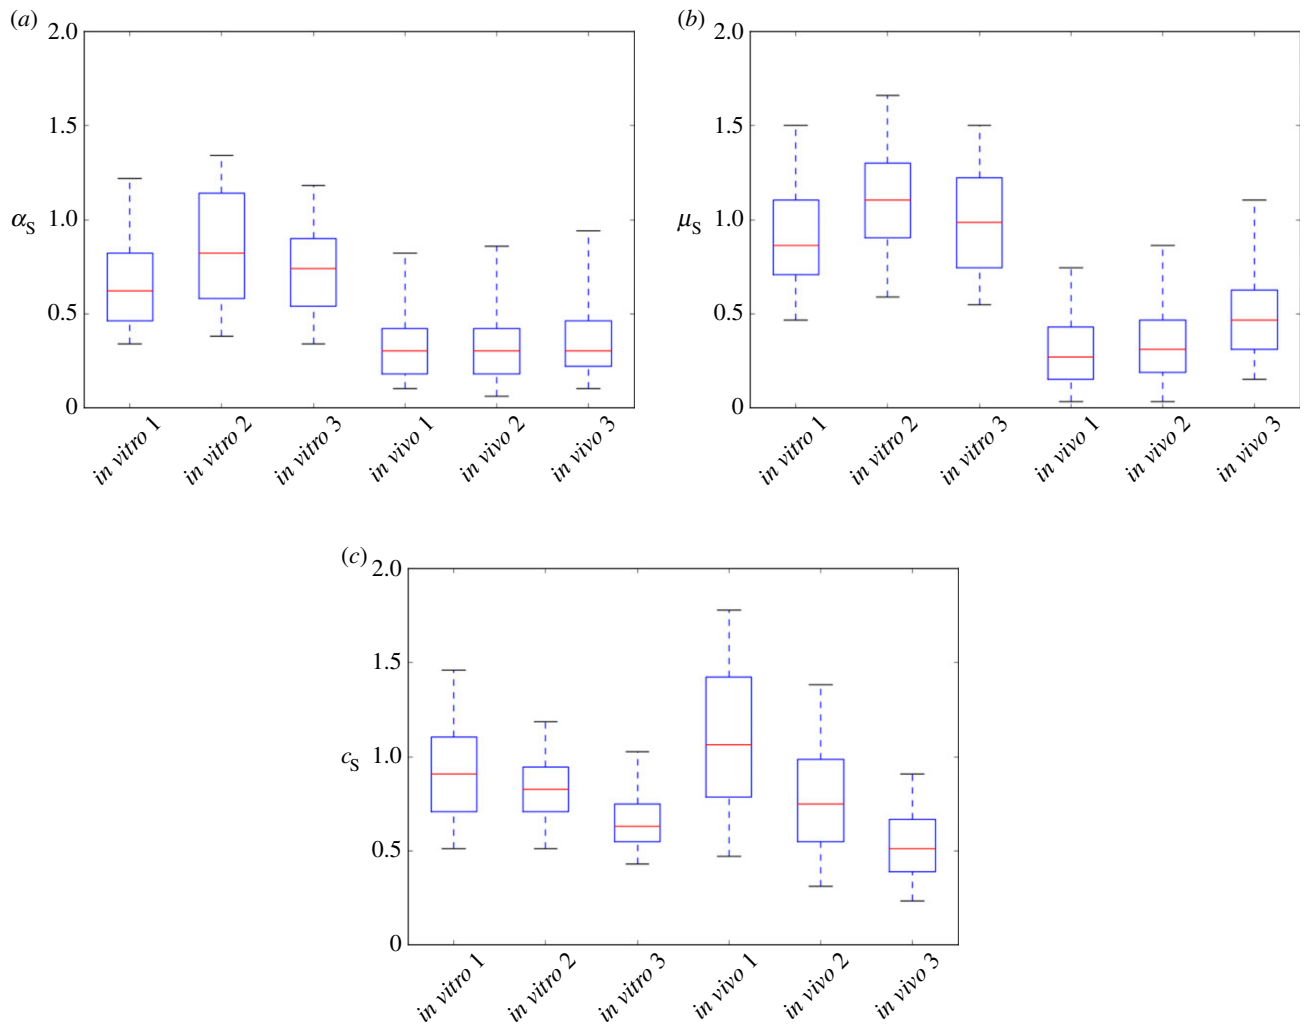 (a)
2.0
1.5
1.0
0.5
0
αS
in vitro 1
in vitro 2
in vitro 3
in vivo 1
in vivo 2
in vivo 3
(b)
2.0
1.5
1.0
0.5
0
μS
in vitro 1
in vitro 2
in vitro 3
in vivo 1
in vivo 2
in vivo 3
(c)
2.0
1.5
1.0
0.5
0
cS
in vitro 1
in vitro 2
in vitro 3
in vivo 1
in vivo 2
in vivo 3